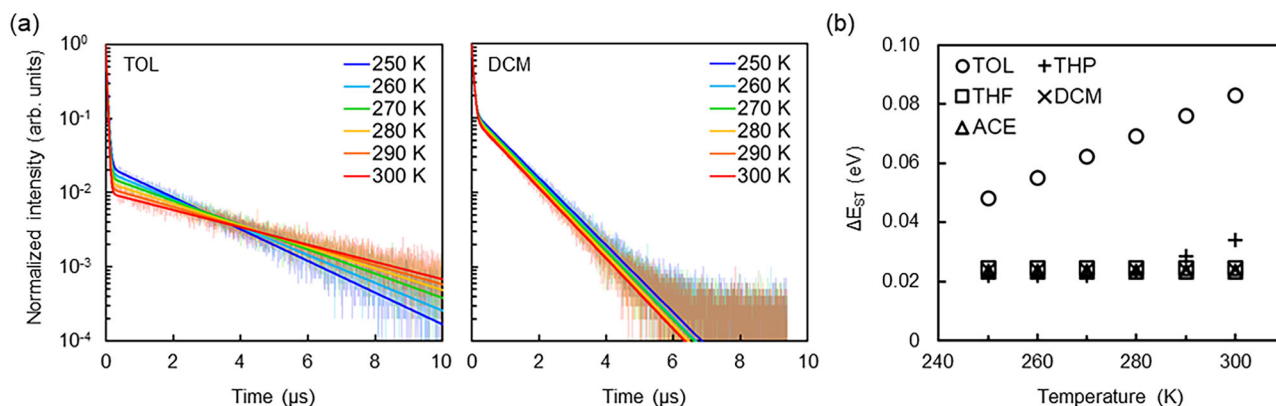 (a)
Normalized intensity (arb. units)
10⁰
10⁻¹
10⁻²
10⁻³
10⁻⁴
TOL
250 K
260 K
270 K
280 K
290 K
300 K
0 2 4 6 8 10
Time (µs)
DCM
250 K
260 K
270 K
280 K
290 K
300 K
0 2 4 6 8 10
Time (µs)
(b)
ΔE_ST (eV)
0.10
0.08
0.06
0.04
0.02
0
TOL THP
THF DCM
ACE
240 260 280 300
Temperature (K)